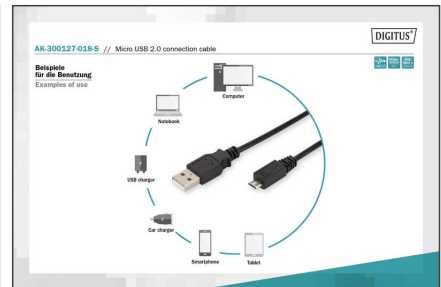 DIGITUS®
AK-300127-018-S // Micro USB 2.0 connection cable
Beispiele
für die Benutzung
Examples of use
Computer
Notebook
USB charger
Car charger
Smartphone
Tablet